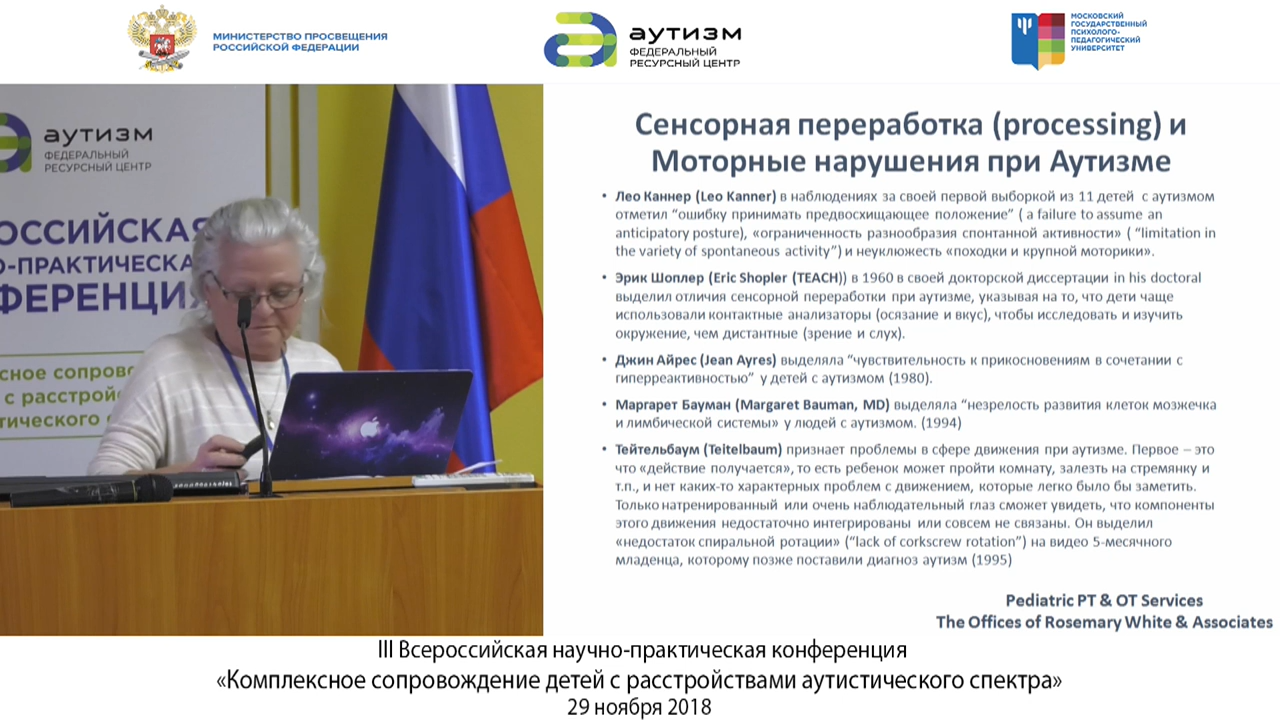 МИНИСТЕРСТВО ПРОСВЕЩЕНИЯ
РОССИЙСКОЙ ФЕДЕРАЦИИ
аутизм
ФЕДЕРАЛЬНЫЙ
РЕСУРСНЫЙ ЦЕНТР
МОСКОВСКИЙ
ГОСУДАРСТВЕННЫЙ
ПСИХОЛОГО-
ПЕДАГОГИЧЕСКИЙ
УНИВЕРСИТЕТ
аутизм
ФЕДЕРАЛЬНЫЙ
РЕСУРСНЫЙ ЦЕНТР
ОССИЙСКАЯ
О-ПРАКТИЧЕСКА
ФЕРЕНЦИ
сное сопрово
с расстро
тического
Сенсорная переработка (processing) и
Моторные нарушения при Аутизме
• Лео Каннер (Leo Kanner) в наблюдениях за своей первой выборкой из 11 детей с аутизмом
отметил “ошибку принимать предвосхищающее положение” ( a failure to assume an
anticipatory posture), «ограниченность разнообразия спонтанной активности» ( “limitation in
the variety of spontaneous activity”) и неуклюжесть «походки и крупной моторики».
• Эрик Шоплер (Eric Shopler (TEACH)) в 1960 в своей докторской диссертации in his doctoral
выделил отличия сенсорной переработки при аутизме, указывая на то, что дети чаще
использовали контактные анализаторы (осязание и вкус), чтобы исследовать и изучить
окружение, чем дистантные (зрение и слух).
• Джин Айрес (Jean Ayres) выделяла “чувствительность к прикосновениям в сочетании с
гиперреактивностью” у детей с аутизмом (1980).
• Маргарет Бауман (Margaret Bauman, MD) выделяла “незрелость развития клеток мозжечка
и лимбической системы» у людей с аутизмом. (1994)
• Тейтельбаум (Teitelbaum) признает проблемы в сфере движения при аутизме. Первое – это
что «действие получается», то есть ребенок может пройти комнату, залезть на стремянку и
т.п., и нет каких-то характерных проблем с движением, которые легко было бы заметить.
Только натренированный или очень наблюдательный глаз сможет увидеть, что компоненты
этого движения недостаточно интегрированы или совсем не связаны. Он выделил
«недостаток спиральной ротации» (“lack of corkscrew rotation”) на видео 5-месячного
младенца, которому позже поставили диагноз аутизм (1995)
Pediatric PT & OT Services
The Offices of Rosemary White & Associates
III Всероссийская научно-практическая конференция
«Комплексное сопровождение детей с расстройствами аутистического спектра»
29 ноября 2018